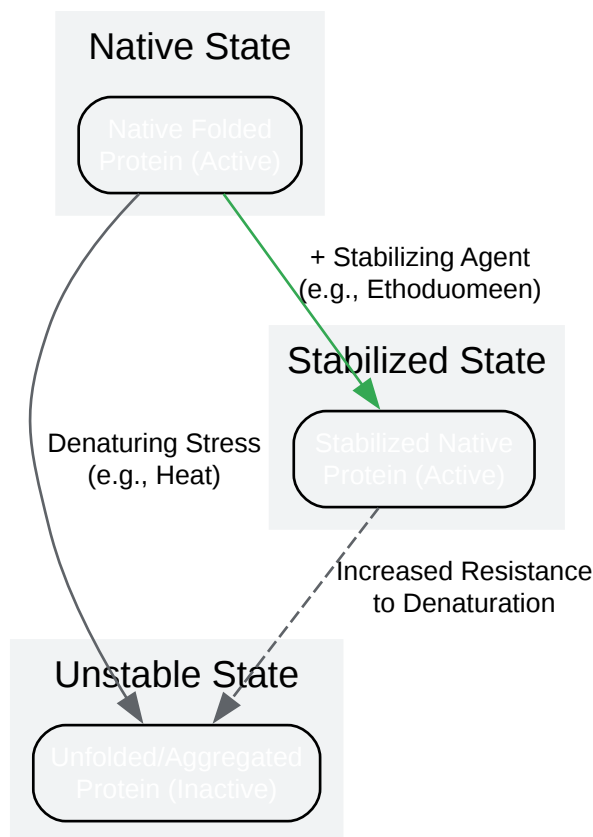 Native State
Native Folded
Protein (Active)
+ Stabilizing Agent
(e.g., Ethoduomeen)
Stabilized State
Stabilized Native
Protein (Active)
Denaturing Stress
(e.g., Heat)
Increased Resistance
to Denaturation
Unstable State
Unfolded/Aggregated
Protein (Inactive)